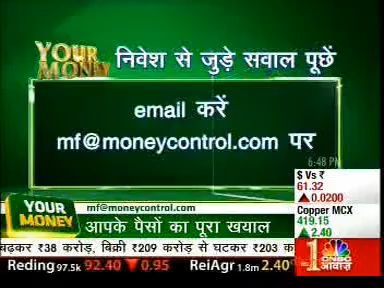 YOUR
MONEY
निवेश से जुड़े सवाल पूछें
email करें
mf@moneycontrol.com पर
6:48 PM
$ Vs ₹
61.32
▲0.0200
Copper MCX
419.15
▲2.40
YOUR
MONEY
mf@moneycontrol.com
आपके पैसों का पूरा खयाल
बढ़कर ₹38 करोड़, बिक्री ₹209 करोड़ से घटकर ₹203 क
Reding 97.5k 92.40 ▼0.95 ReiAgr 1.8m 2.40
1 CNBC
आवाज़